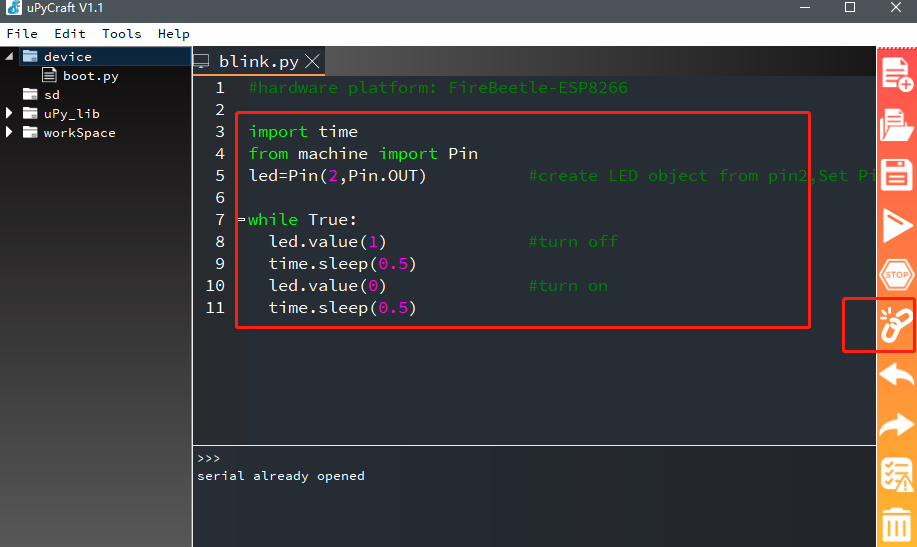 uPyCraft V1.1
File Edit Tools Help
device
boot.py
sd
uPy_lib
workSpace
blink.py
1 #hardware platform: FireBeetle-ESP8266
2
3 import time
4 from machine import Pin
5 led=Pin(2,Pin.OUT) #create LED object from pin2,Set Pi
6
7 while True:
8 led.value(1) #turn off
9 time.sleep(0.5)
10 led.value(0) #turn on
11 time.sleep(0.5)
STOP
>>>
serial already opened